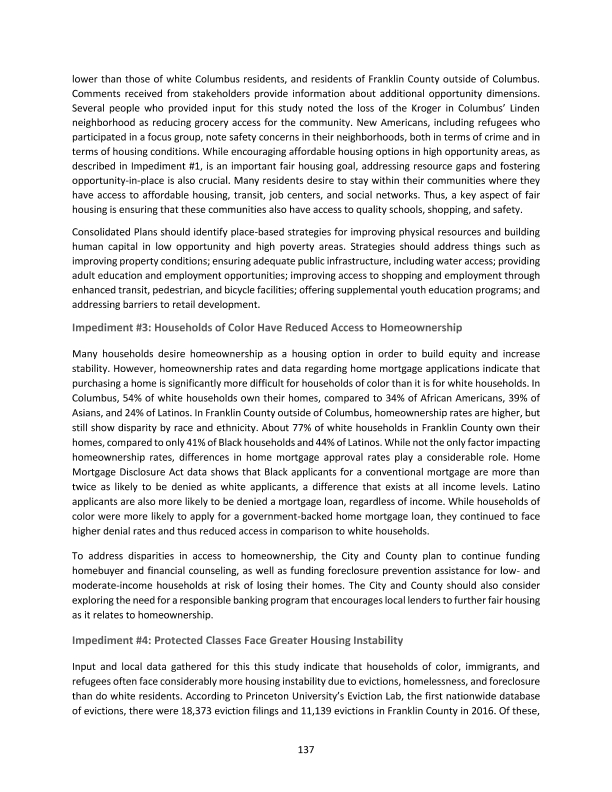 lower than those of white Columbus residents, and residents of Franklin County outside of Columbus.
Comments received from stakeholders provide information about additional opportunity dimensions.
Several people who provided input for this study noted the loss of the Kroger in Columbus’ Linden
neighborhood as reducing grocery access for the community. New Americans, including refugees who
participated in a focus group, note safety concerns in their neighborhoods, both in terms of crime and in
terms of housing conditions. While encouraging affordable housing options in high opportunity areas, as
described in Impediment #1, is an important fair housing goal, addressing resource gaps and fostering
opportunity-in-place is also crucial. Many residents desire to stay within their communities where they
have access to affordable housing, transit, job centers, and social networks. Thus, a key aspect of fair
housing is ensuring that these communities also have access to quality schools, shopping, and safety.
Consolidated Plans should identify place-based strategies for improving physical resources and building
human capital in low opportunity and high poverty areas. Strategies should address things such as
improving property conditions; ensuring adequate public infrastructure, including water access; providing
adult education and employment opportunities; improving access to shopping and employment through
enhanced transit, pedestrian, and bicycle facilities; offering supplemental youth education programs; and
addressing barriers to retail development.
Impediment #3: Households of Color Have Reduced Access to Homeownership
Many households desire homeownership as a housing option in order to build equity and increase
stability. However, homeownership rates and data regarding home mortgage applications indicate that
purchasing a home is significantly more difficult for households of color than it is for white households. In
Columbus, 54% of white households own their homes, compared to 34% of African Americans, 39% of
Asians, and 24% of Latinos. In Franklin County outside of Columbus, homeownership rates are higher, but
still show disparity by race and ethnicity. About 77% of white households in Franklin County own their
homes, compared to only 41% of Black households and 44% of Latinos. While not the only factor impacting
homeownership rates, differences in home mortgage approval rates play a considerable role. Home
Mortgage Disclosure Act data shows that Black applicants for a conventional mortgage are more than
twice as likely to be denied as white applicants, a difference that exists at all income levels. Latino
applicants are also more likely to be denied a mortgage loan, regardless of income. While households of
color were more likely to apply for a government-backed home mortgage loan, they continued to face
higher denial rates and thus reduced access in comparison to white households.
To address disparities in access to homeownership, the City and County plan to continue funding
homebuyer and financial counseling, as well as funding foreclosure prevention assistance for low- and
moderate-income households at risk of losing their homes. The City and County should also consider
exploring the need for a responsible banking program that encourages local lenders to further fair housing
as it relates to homeownership.
Impediment #4: Protected Classes Face Greater Housing Instability
Input and local data gathered for this this study indicate that households of color, immigrants, and
refugees often face considerably more housing instability due to evictions, homelessness, and foreclosure
than do white residents. According to Princeton University’s Eviction Lab, the first nationwide database
of evictions, there were 18,373 eviction filings and 11,139 evictions in Franklin County in 2016. Of these,
137